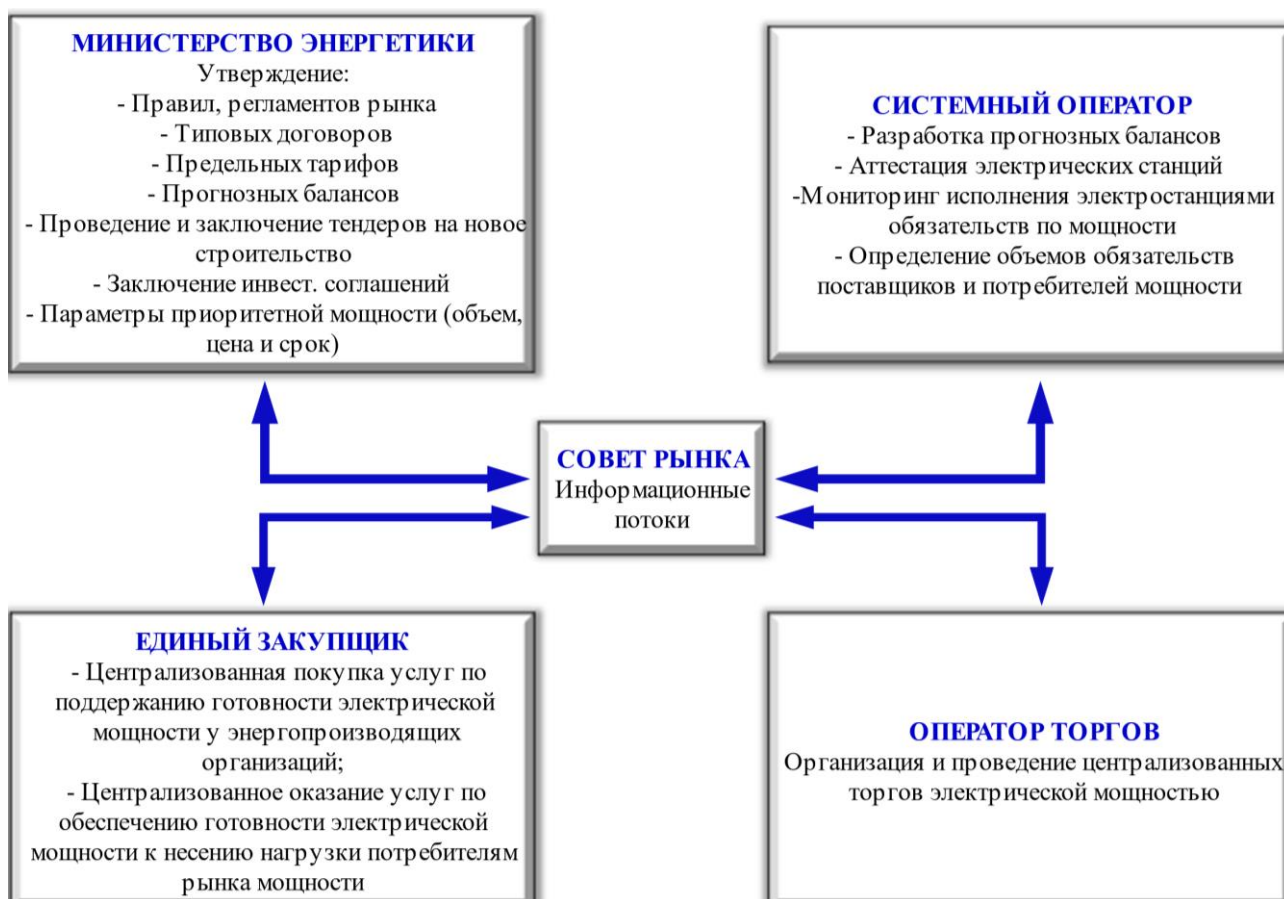 МИНИСТЕРСТВО ЭНЕРГЕТИКИ
Утверждение:
- Правил, регламентов рынка
- Типовых договоров
- Предельных тарифов
- Прогнозных балансов
- Проведение и заключение тендеров на новое
строительство
- Заключение инвест. соглашений
- Параметры приоритетной мощности (объем,
цена и срок)
СИСТЕМНЫЙ ОПЕРАТОР
- Разработка прогнозных балансов
- Аттестация электрических станций
-Мониторинг исполнения электростанциями
обязательств по мощности
- Определение объемов обязательств
поставщиков и потребителей мощности
СОВЕТ РЫНКА
Информационные
потоки
ЕДИНЫЙ ЗАКУПЩИК
- Централизованная покупка услуг по
поддержанию готовности электрической
мощности у энергопроизводящих
организаций;
- Централизованное оказание услуг по
обеспечению готовности электрической
мощности к несению нагрузки потребителям
рынка мощности
ОПЕРАТОР ТОРГОВ
Организация и проведение централизованных
торгов электрической мощностью